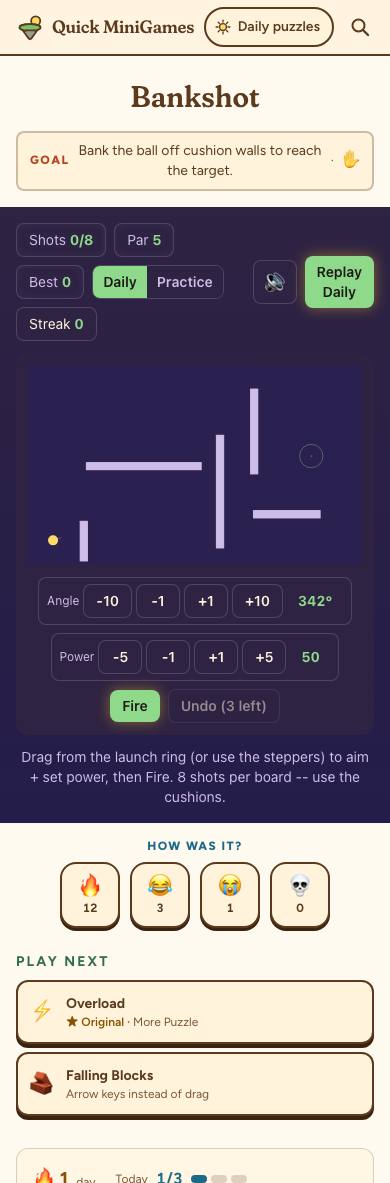 Quick MiniGames
Daily puzzles
Bankshot
GOAL Bank the ball off cushion walls to reach the target. ·
Shots 0/8 Par 5
Best 0 Daily Practice
Replay Daily
Streak 0
Angle -10 -1 +1 +10 342°
Power -5 -1 +1 +5 50
Fire Undo (3 left)
Drag from the launch ring (or use the steppers) to aim
+ set power, then Fire. 8 shots per board -- use the
cushions.
HOW WAS IT?
12 3 1 0
PLAY NEXT
Overload
Original · More Puzzle
Falling Blocks
Arrow keys instead of drag
1 day Today 1/3